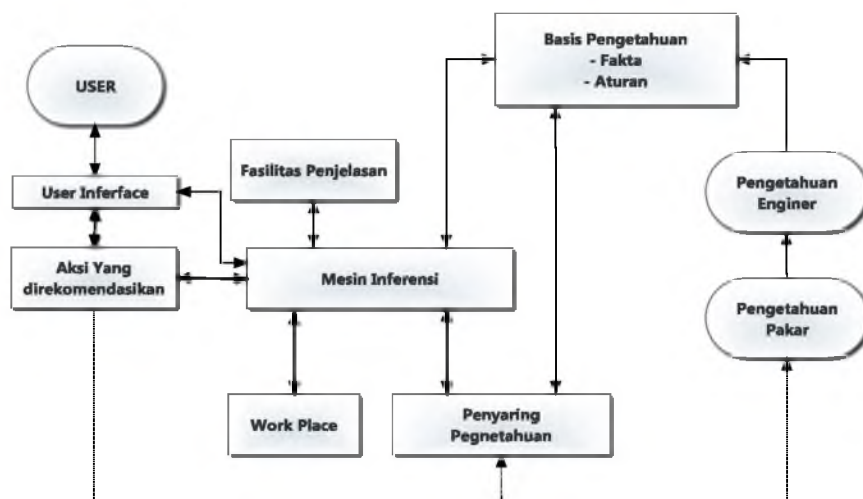 Basis Pengetahuan
- Fakta
- Aturan
USER
Fasilitas Penjelasan
User Inferface
Pengetahuan
Enginer
Aksi Yang
direkomendasikan
Mesin Inferensi
Pengetahuan
Pakar
Work Place
Penyaring
Pegnetahuan